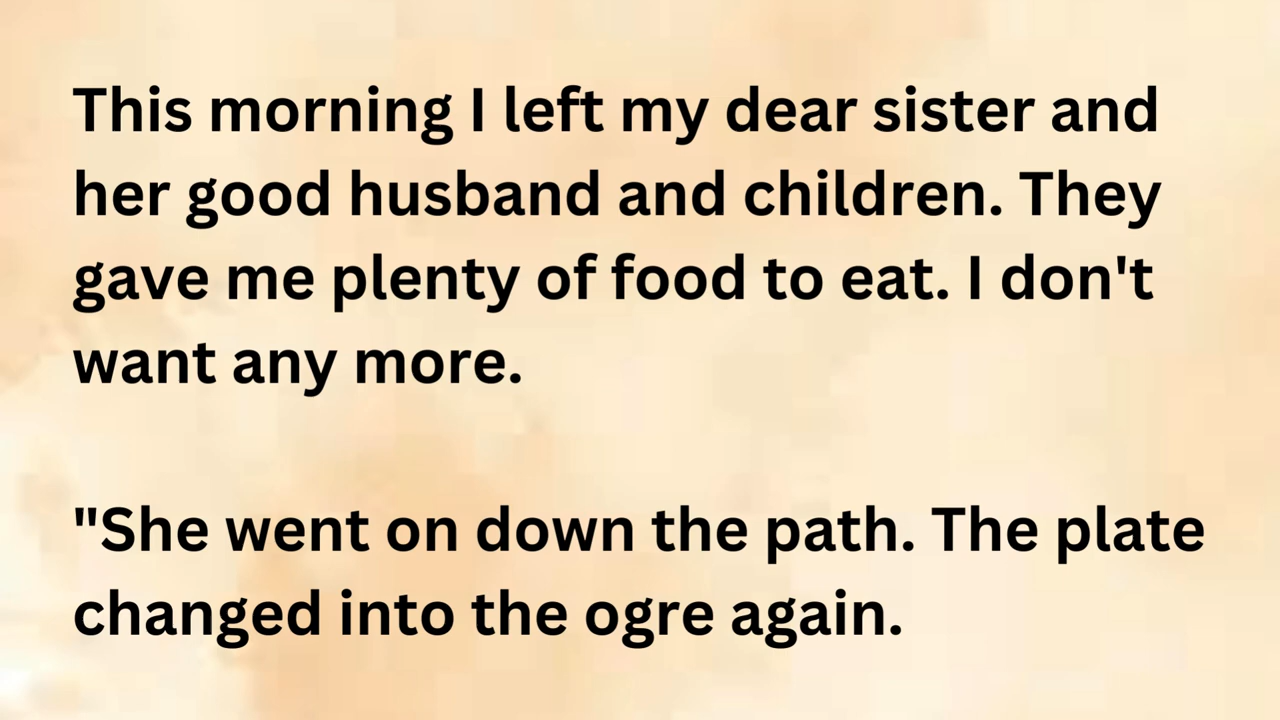 This morning I left my dear sister and
her good husband and children. They
gave me plenty of food to eat. I don't
want any more.
"She went on down the path. The plate
changed into the ogre again.